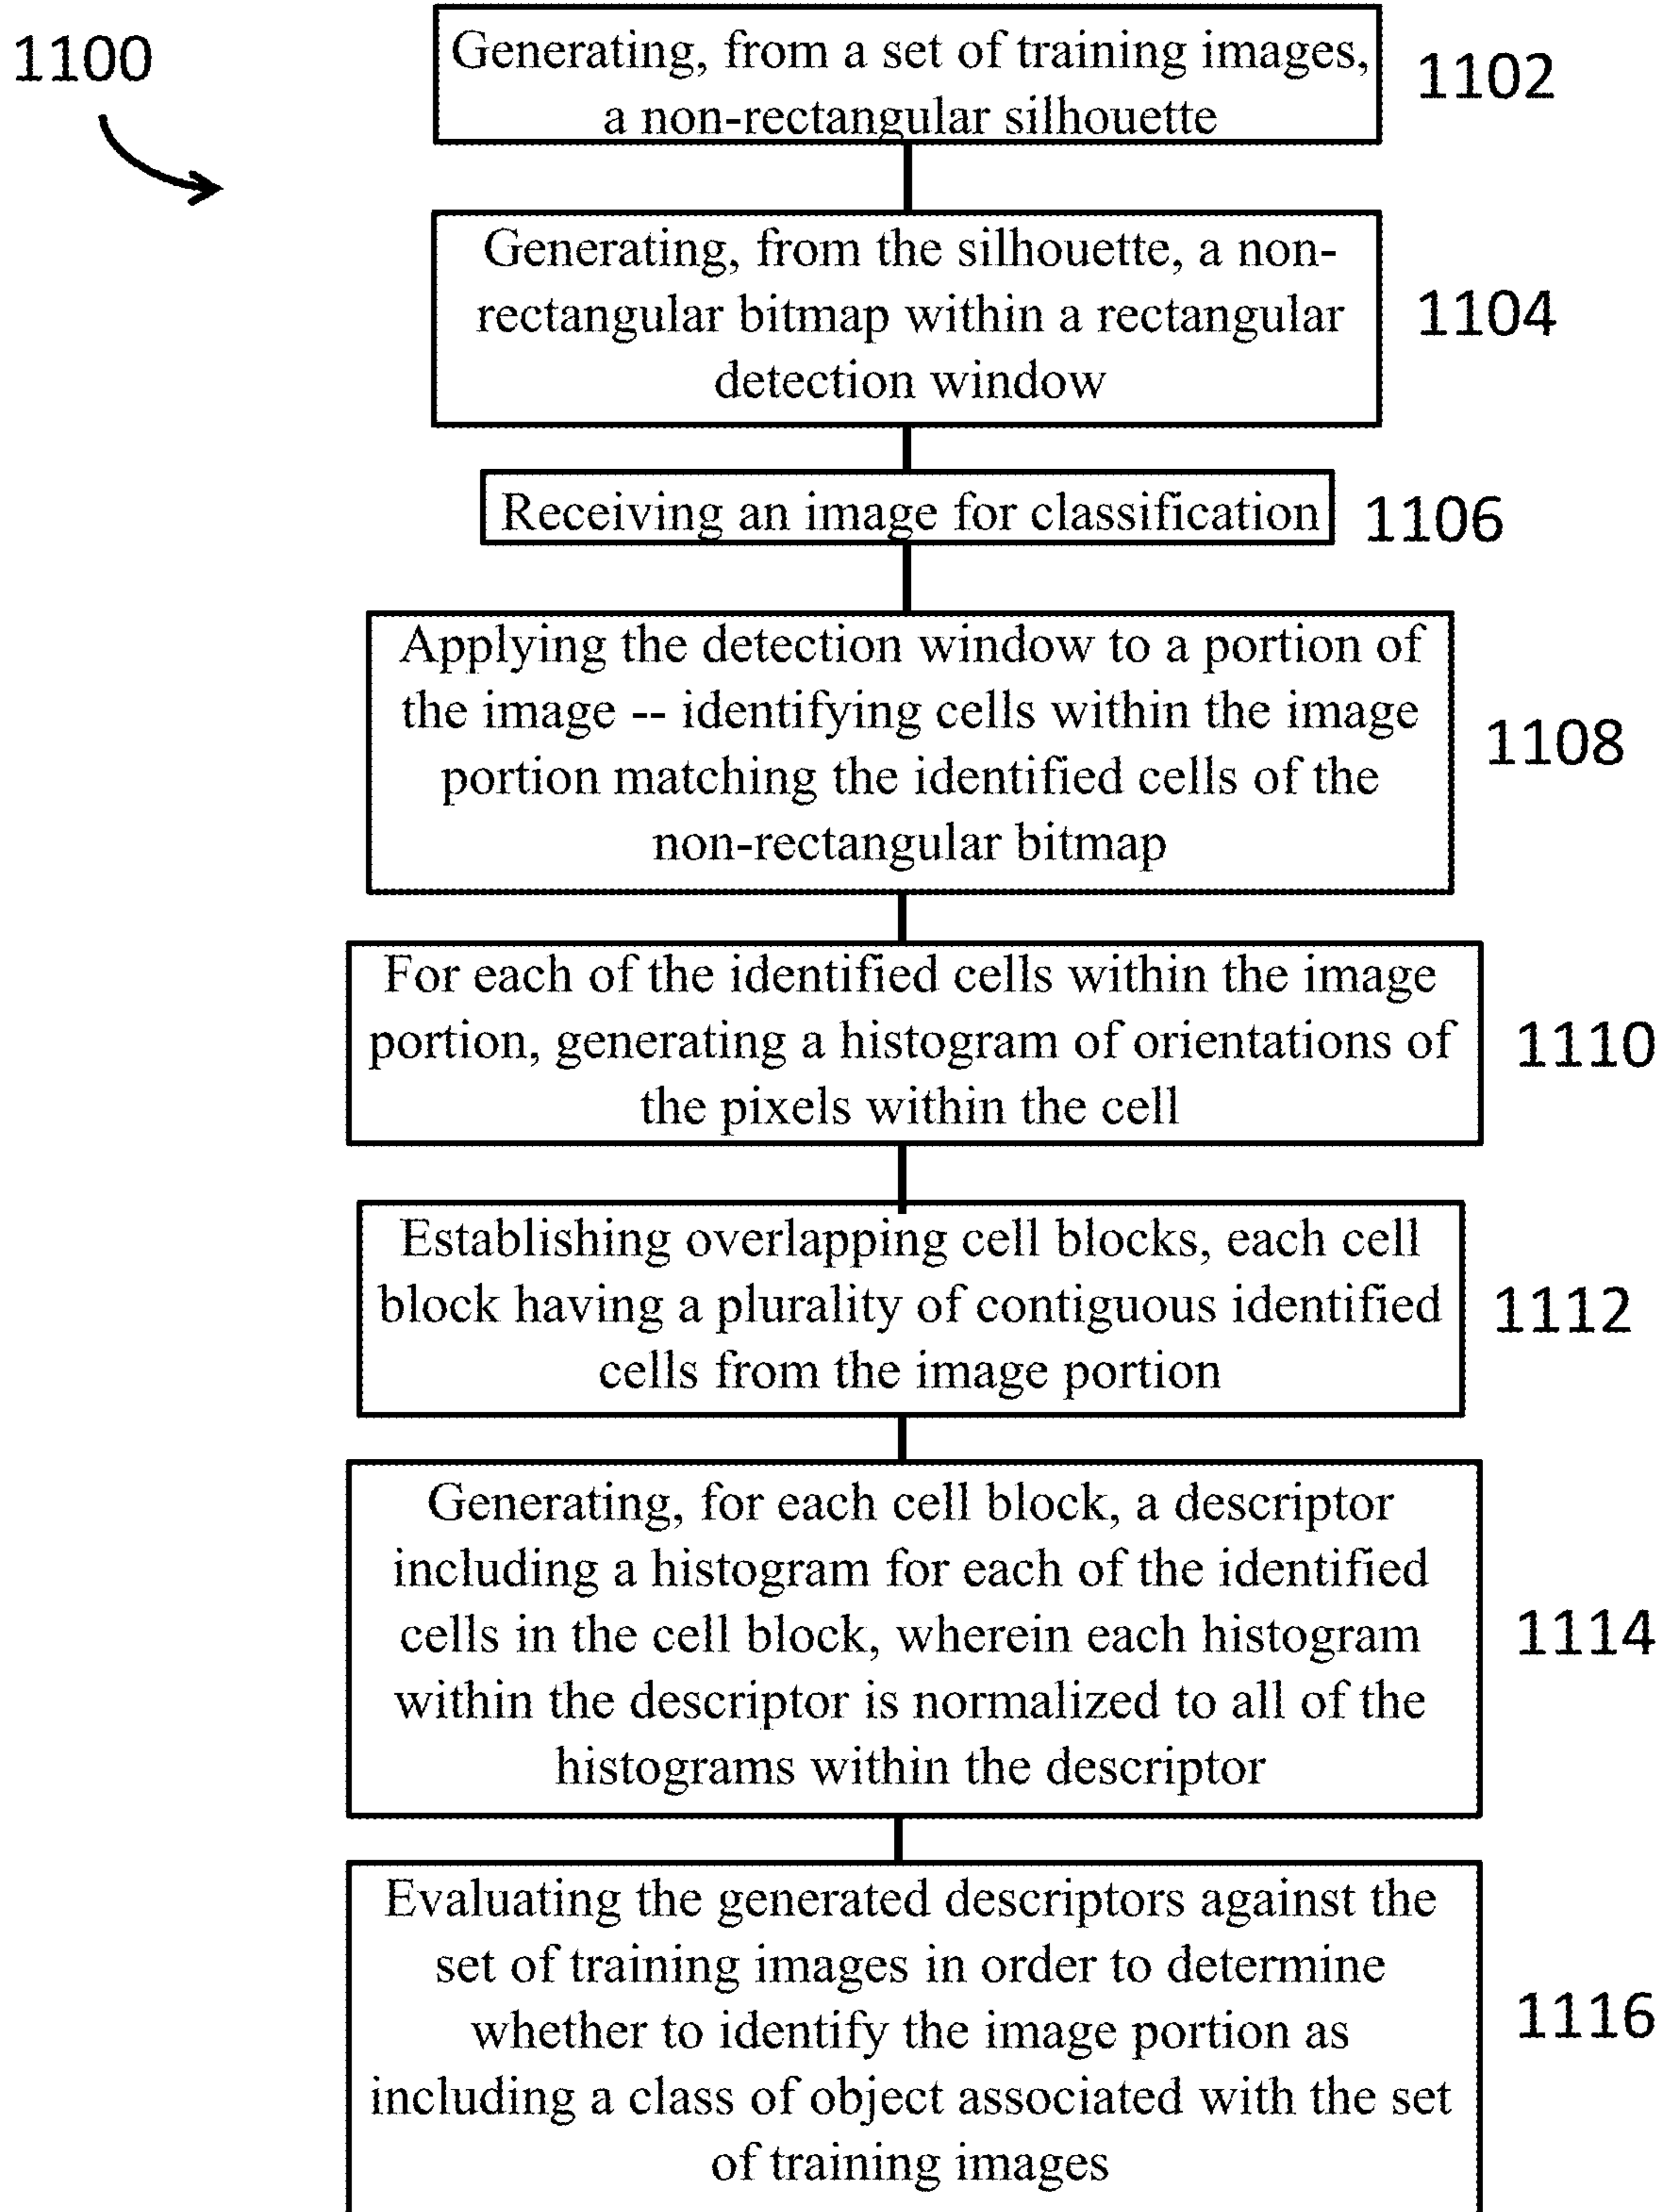 1100
Generating, from a set of training images,
a non-rectangular silhouette
1102
Generating, from the silhouette, a non-
rectangular bitmap within a rectangular
detection window
1104
Receiving an image for classification
1106
Applying the detection window to a portion of
the image -- identifying cells within the image
portion matching the identified cells of the
non-rectangular bitmap
1108
For each of the identified cells within the image
portion, generating a histogram of orientations of
the pixels within the cell
1110
Establishing overlapping cell blocks, each cell
block having a plurality of contiguous identified
cells from the image portion
1112
Generating, for each cell block, a descriptor
including a histogram for each of the identified
cells in the cell block, wherein each histogram
within the descriptor is normalized to all of the
histograms within the descriptor
1114
Evaluating the generated descriptors against the
set of training images in order to determine
whether to identify the image portion as
including a class of object associated with the set
of training images
1116